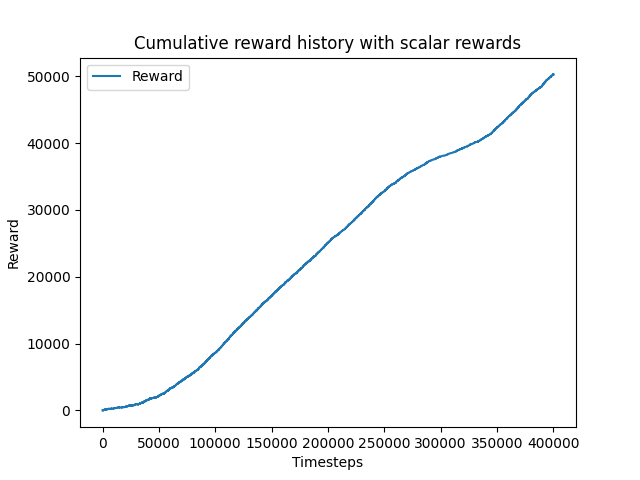 Cumulative reward history with scalar rewards
Reward
50000
40000
30000
20000
10000
0
Reward
0 50000 100000 150000 200000 250000 300000 350000 400000
Timesteps